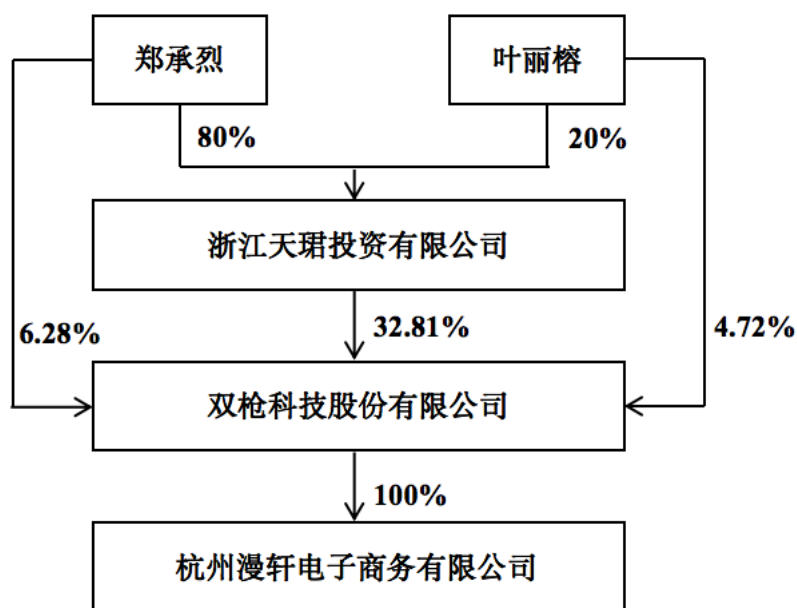 郑承烈
叶丽榕
80%
20%
浙江天珺投资有限公司
6.28%
32.81%
4.72%
双枪科技股份有限公司
100%
杭州漫轩电子商务有限公司